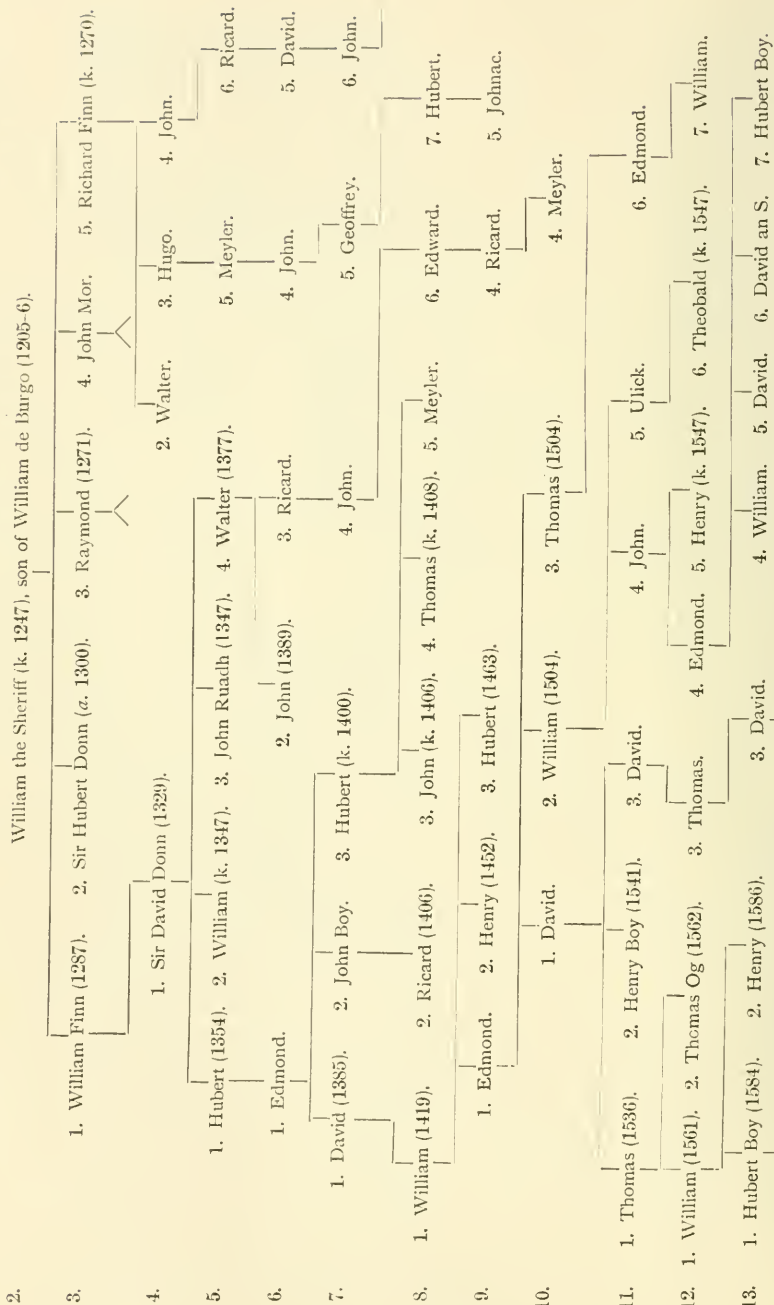 2. William the Sheriff (k. 1247), son of William de Burgo (1205-6).
3. 1. William Finn (1287). 2. Sir Hubert Donn (a. 1300). 3. Raymond (1271). 4. John Mor. 5. Richard Finn (k. 1270).
4. 1. Sir David Donn (1329). 2. Walter. 3. Hugo. 4. John.
5. 1. Hubert (1354). 2. William (k. 1347). 3. John Ruadh (1347). 4. Walter (1377). 5. Meyler. 6. Ricard.
6. 1. Edmond. 2. John (1389). 3. Ricard. 4. John. 5. David.
7. 1. David (1385). 2. John Boy. 3. Hubert (k. 1400). 4. John. 5. Geoffrey. 6. John.
8. 1. William (1419). 2. Ricard (1406). 3. John (k. 1406). 4. Thomas (k. 1408). 5. Meyler. 6. Edward. 7. Hubert.
9. 1. Edmond. 2. Henry (1452). 3. Hubert (1463). 4. Ricard. 5. Johnac.
10. 1. David. 2. William (1504). 3. Thomas (1504). 4. Meyler.
11. 1. Thomas (1536). 2. Henry Boy (1541). 3. David. 4. John. 5. Ulick. 6. Edmond.
12. 1. William (1561). 2. Thomas Og (1562). 3. Thomas. 4. Edmond. 5. Henry (k. 1547). 6. Theobald (k. 1547). 7. William.
13. 1. Hubert Boy (1584). 2. Henry (1586). 3. David. 4. William. 5. David. 6. David an S. 7. Hubert Boy.